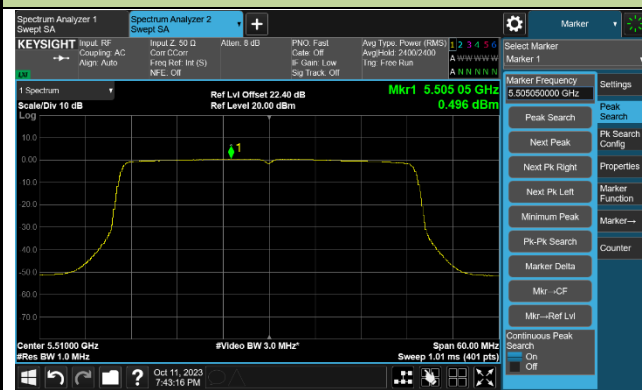 Spectrum Analyzer 1
Swept SA
Spectrum Analyzer 2
Swept SA
+
Marker
KEYSIGHT
Input: RF
Coupling: AC
Align: Auto
Input Z: 50 Ω
Corr CCorr
Freq Ref: Int (S)
NFE: Off
Atten: 8 dB
PNO: Fast
Gate: Off
IF Gain: Low
Sig Track: Off
Avg Type: Power (RMS)
Avg|Hold: 2400/2400
Trig: Free Run
1 2 3 4 5 6
A W W W W W
A N N N N N
LXI
Select Marker
Marker 1
1 Spectrum
Scale/Div 10 dB
Log
Ref Lvl Offset 22.40 dB
Ref Level 20.00 dBm
Mkr1 5.505 05 GHz
0.496 dBm
10.0
0.00
10.0
20.0
30.0
40.0
50.0
60.0
70.0
1
Center 5.51000 GHz
#Res BW 1.0 MHz
#Video BW 3.0 MHz*
Span 60.00 MHz
Sweep 1.01 ms (401 pts)
Marker Frequency
5.505050000 GHz
Peak Search
Next Peak
Next Pk Right
Next Pk Left
Minimum Peak
Pk-Pk Search
Marker Delta
Mkr→CF
Mkr→Ref Lvl
Continuous Peak
Search
On
Off
Settings
Peak
Search
Pk Search
Config
Properties
Marker
Function
Marker→
Counter
?
Oct 11, 2023
7:43:16 PM